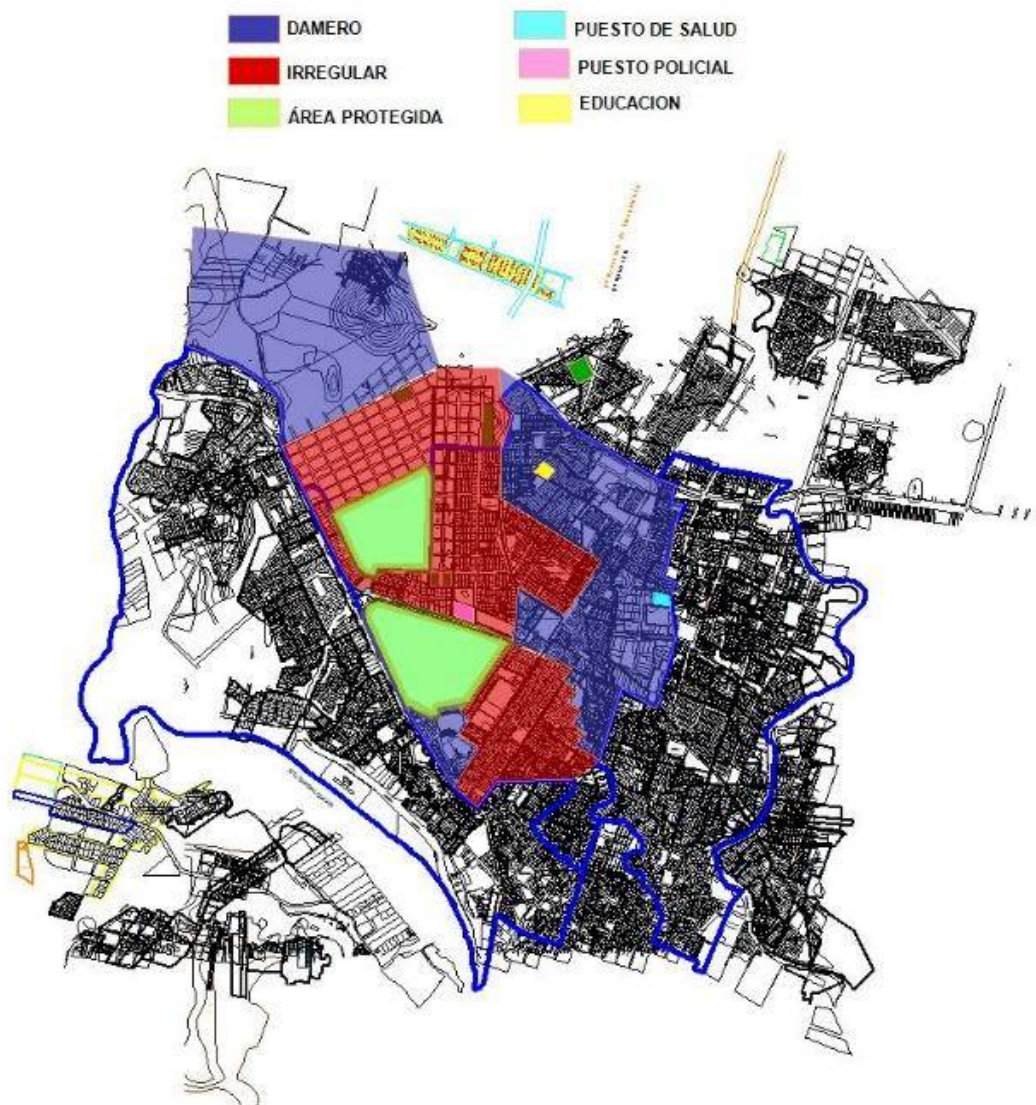 DAMERO
IRREGULAR
ÁREA PROTEGIDA
PUESTO DE SALUD
PUESTO POLICIAL
EDUCACION